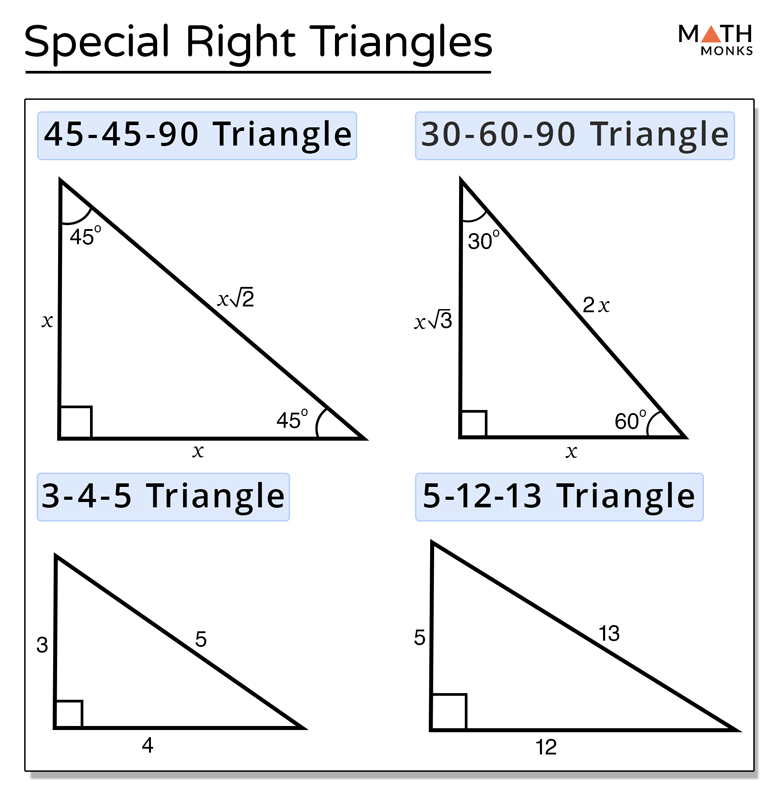 Special Right Triangles
MATH
MONKS
45-45-90 Triangle
45°
x
x√2
45°
x
30-60-90 Triangle
30°
x√3
2x
60°
x
3-4-5 Triangle
3
5
4
5-12-13 Triangle
5
13
12